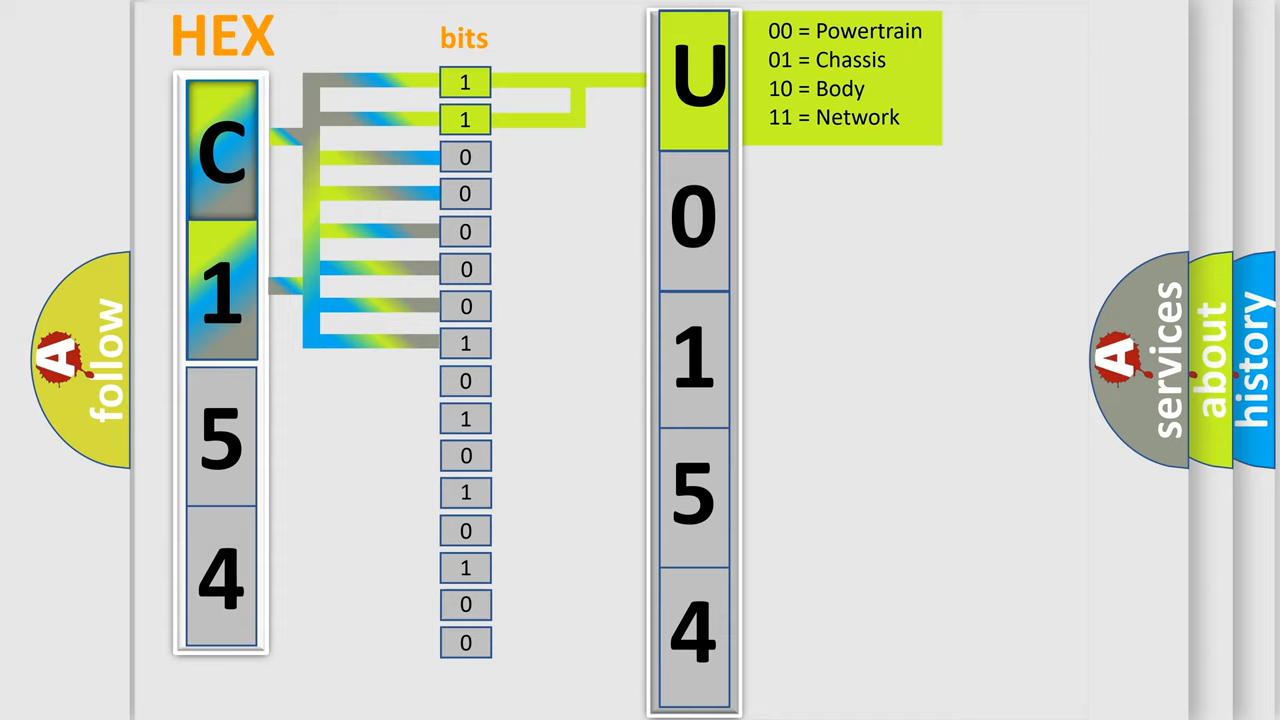 HEX
bits
C
1
5
4
1
1
0
0
0
0
0
1
0
1
0
1
0
1
0
0
U
0
1
5
4
00 = Powertrain
01 = Chassis
10 = Body
11 = Network
A follow
A services
about
history